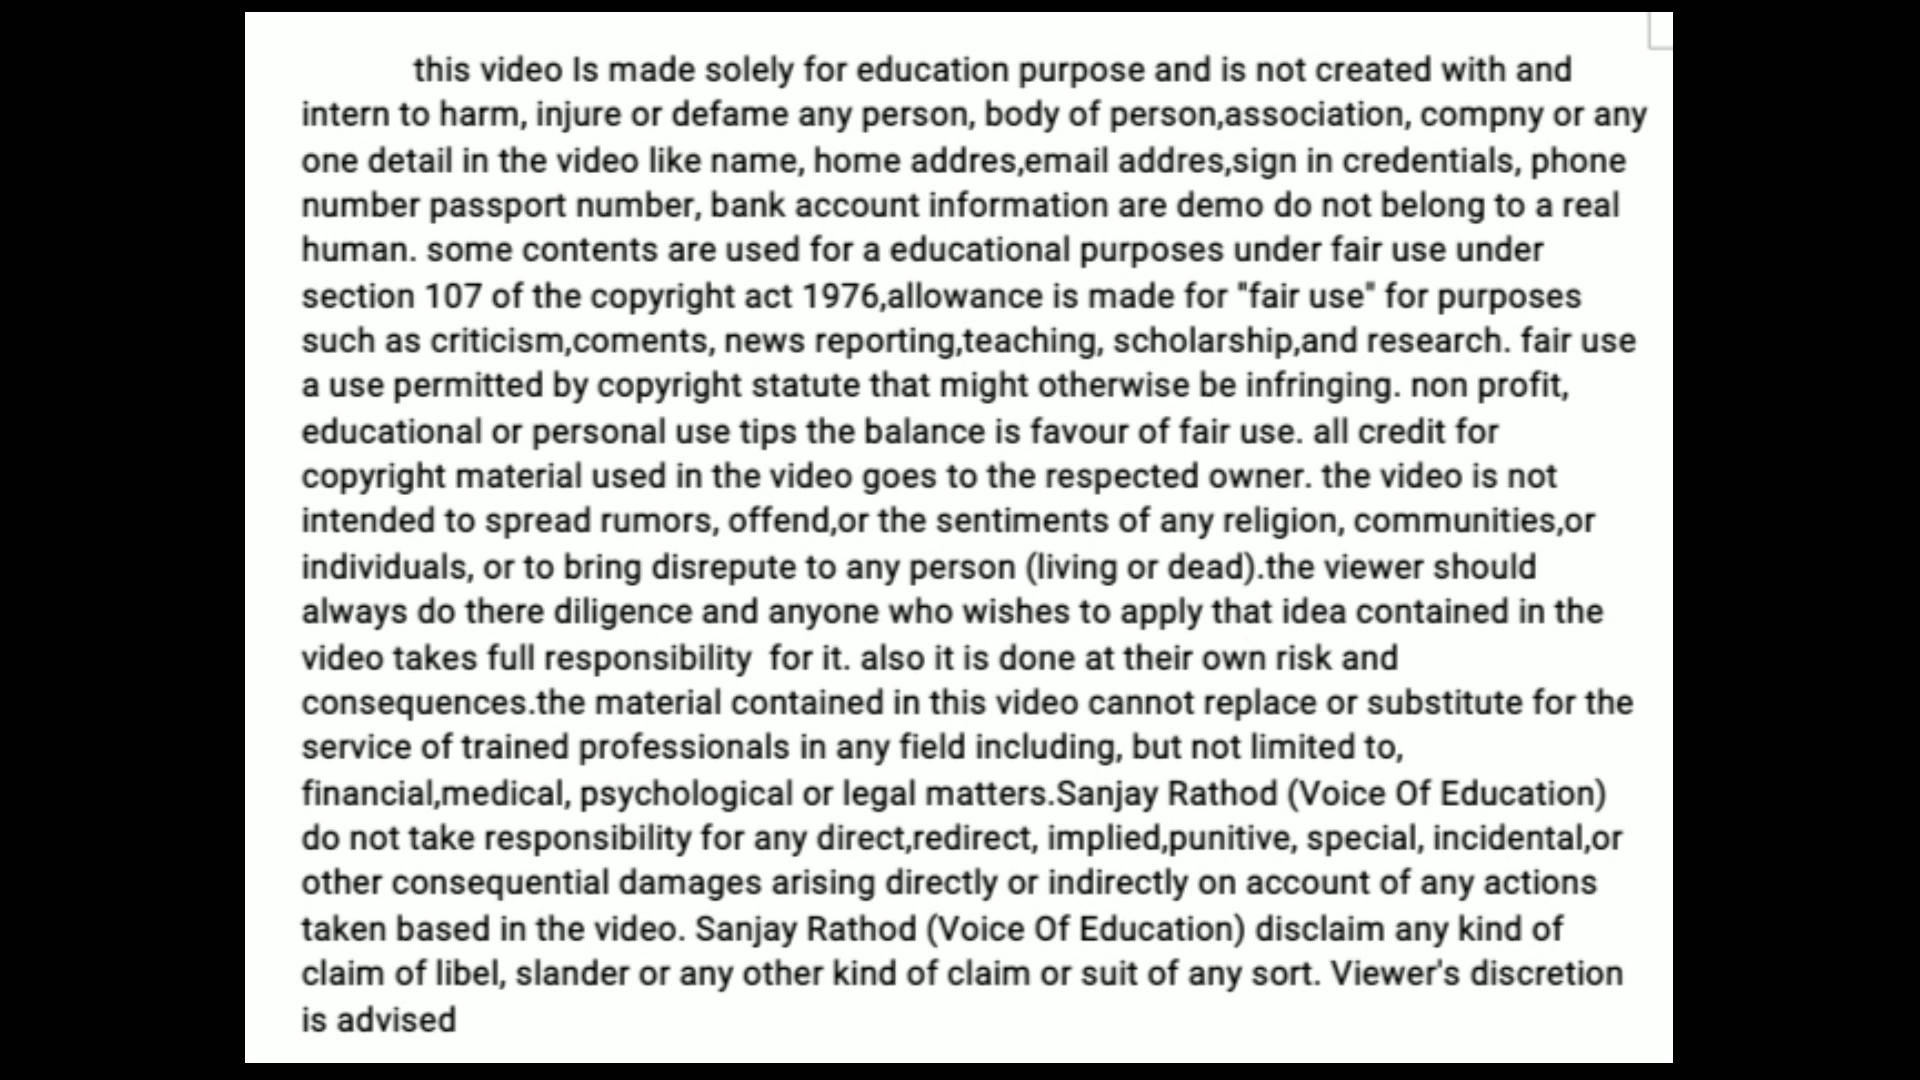 this video Is made solely for education purpose and is not created with and
intern to harm, injure or defame any person, body of person,association, compny or any
one detail in the video like name, home addres,email addres,sign in credentials, phone
number passport number, bank account information are demo do not belong to a real
human. some contents are used for a educational purposes under fair use under
section 107 of the copyright act 1976,allowance is made for "fair use" for purposes
such as criticism,coments, news reporting,teaching, scholarship,and research. fair use
a use permitted by copyright statute that might otherwise be infringing. non profit,
educational or personal use tips the balance is favour of fair use. all credit for
copyright material used in the video goes to the respected owner. the video is not
intended to spread rumors, offend,or the sentiments of any religion, communities,or
individuals, or to bring disrepute to any person (living or dead).the viewer should
always do there diligence and anyone who wishes to apply that idea contained in the
video takes full responsibility  for it. also it is done at their own risk and
consequences.the material contained in this video cannot replace or substitute for the
service of trained professionals in any field including, but not limited to,
financial,medical, psychological or legal matters.Sanjay Rathod (Voice Of Education)
do not take responsibility for any direct,redirect, implied,punitive, special, incidental,or
other consequential damages arising directly or indirectly on account of any actions
taken based in the video. Sanjay Rathod (Voice Of Education) disclaim any kind of
claim of libel, slander or any other kind of claim or suit of any sort. Viewer's discretion
is advised